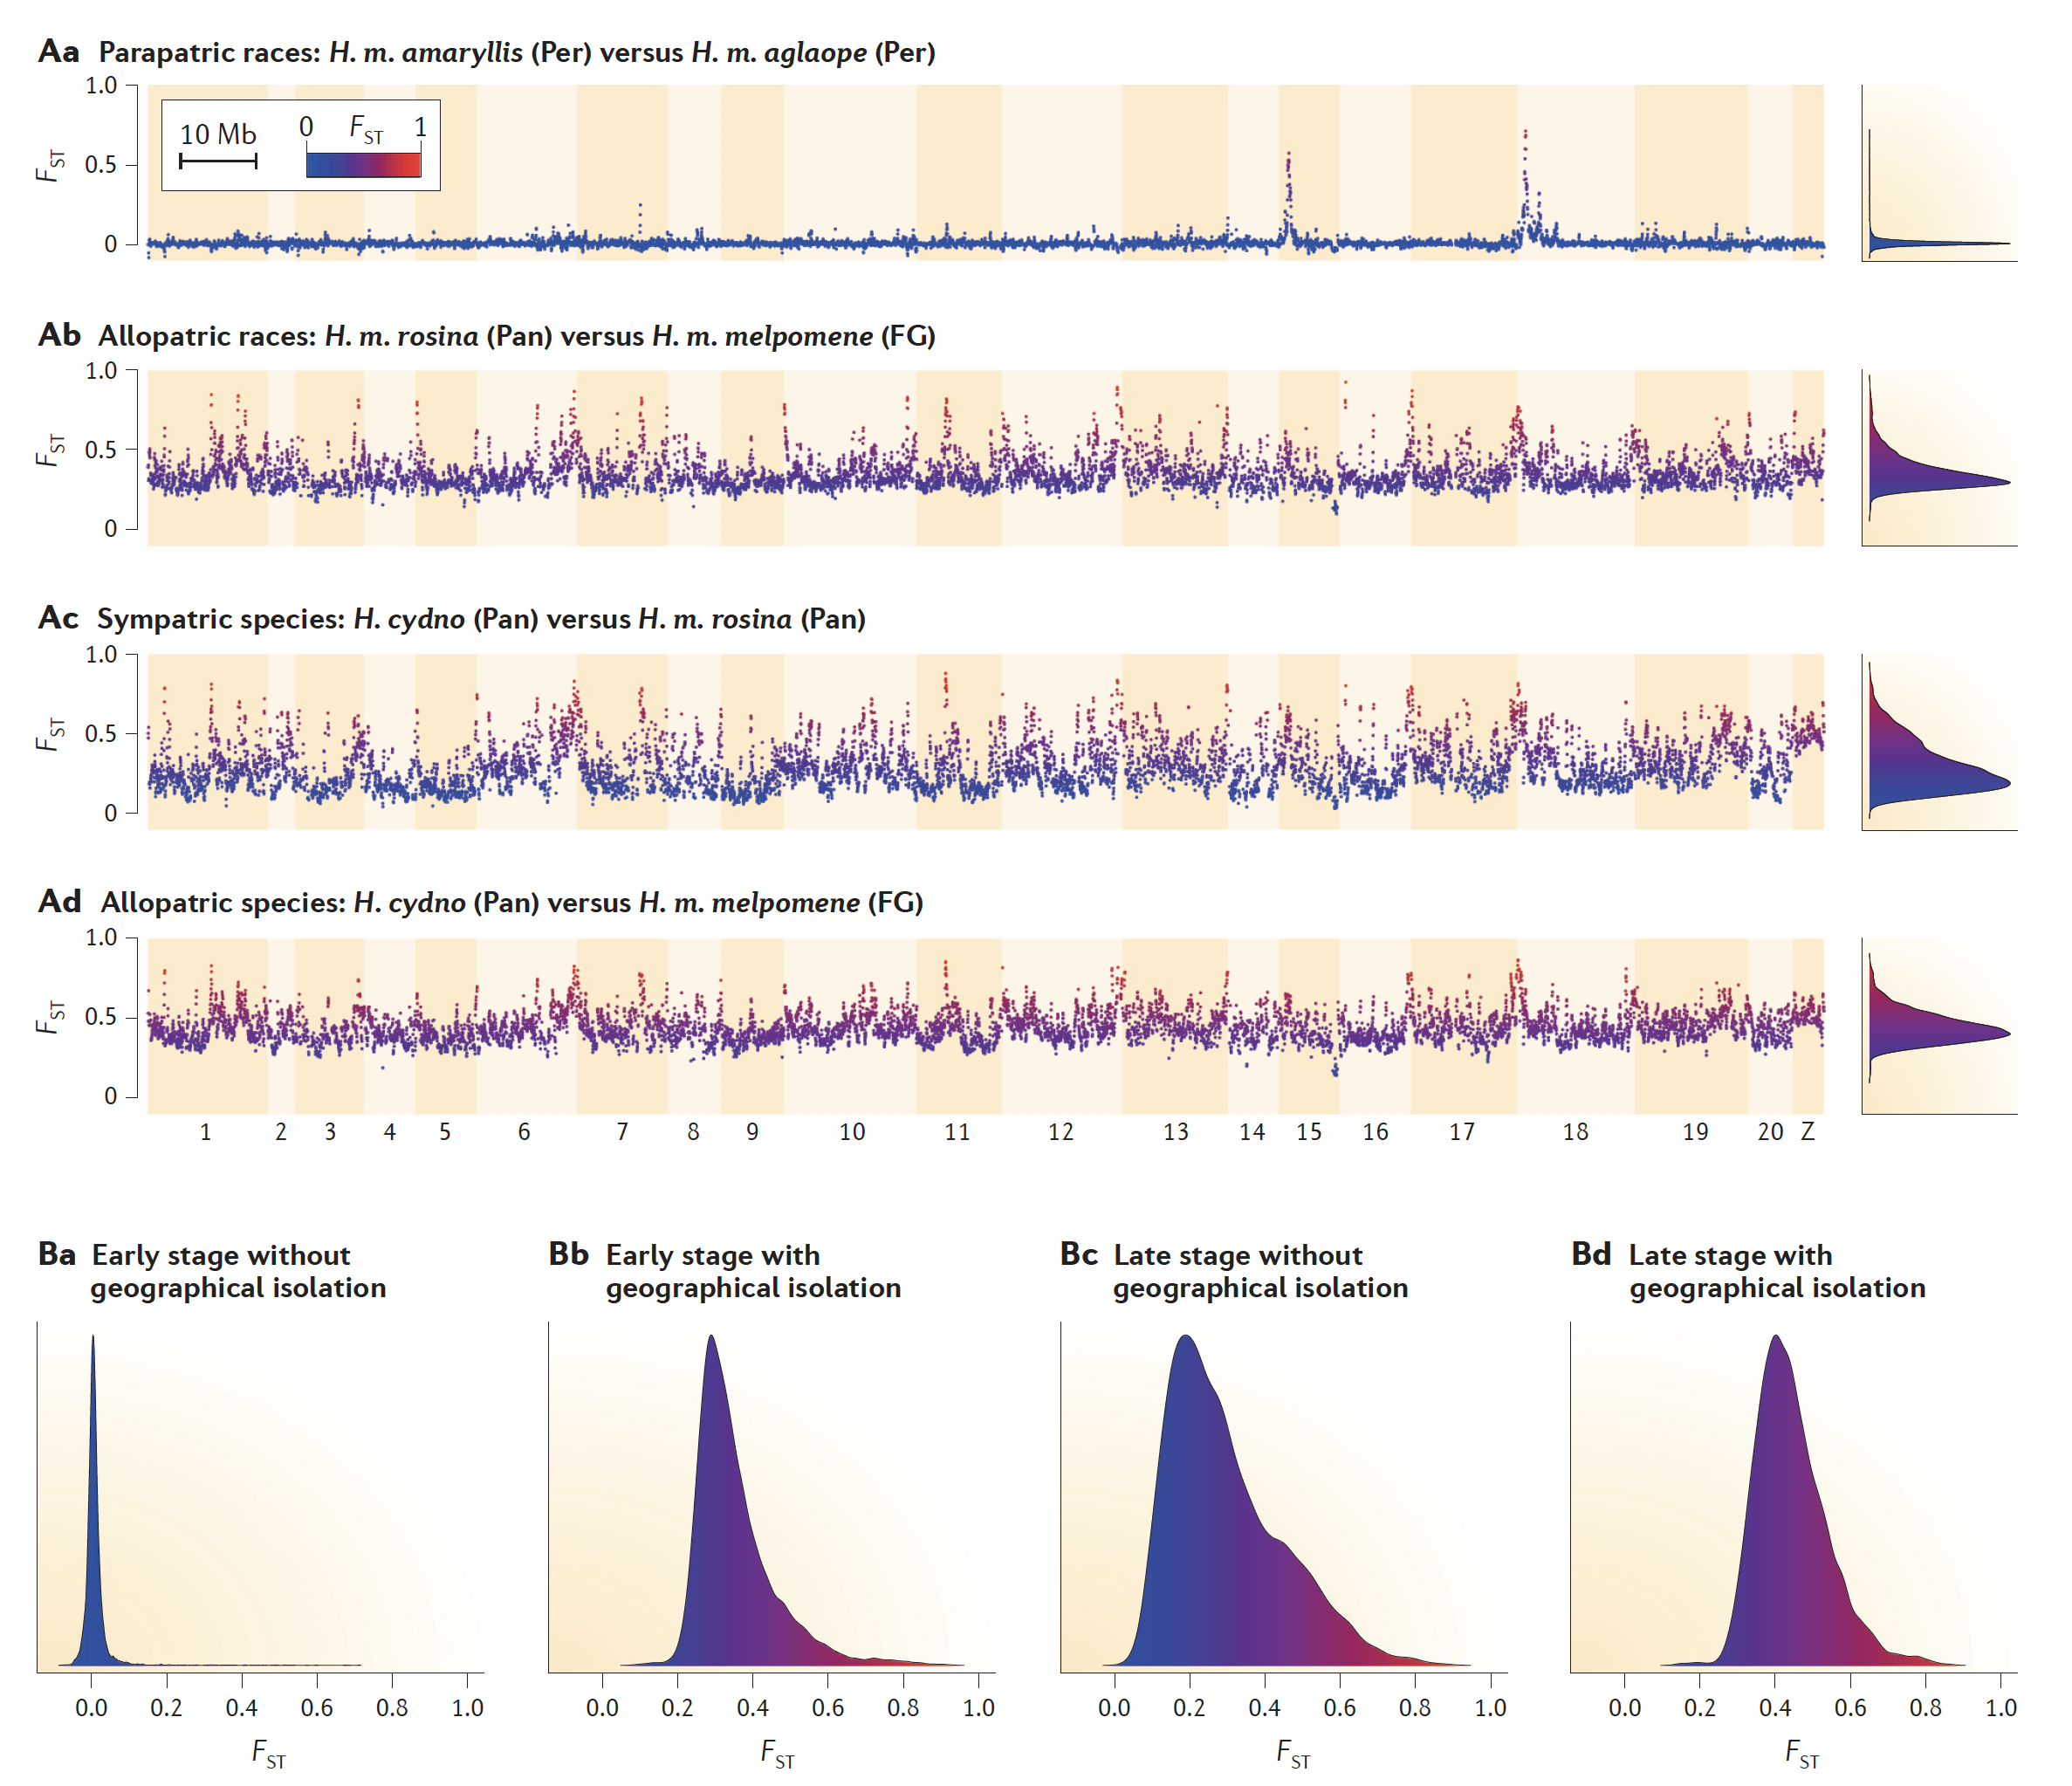 Aa Parapatric races: H. m. amaryllis (Per) versus H. m. aglaope (Per)
1.0
0.5
0
FST
10 Mb
0 FST 1
Ab Allopatric races: H. m. rosina (Pan) versus H. m. melpomene (FG)
1.0
0.5
0
FST
Ac Sympatric species: H. cydno (Pan) versus H. m. rosina (Pan)
1.0
0.5
0
FST
Ad Allopatric species: H. cydno (Pan) versus H. m. melpomene (FG)
1.0
0.5
0
FST
1 2 3 4 5 6 7 8 9 10 11 12 13 14 15 16 17 18 19 20 Z
Ba Early stage without
geographical isolation
0.0 0.2 0.4 0.6 0.8 1.0
FST
Bb Early stage with
geographical isolation
0.0 0.2 0.4 0.6 0.8 1.0
FST
Bc Late stage without
geographical isolation
0.0 0.2 0.4 0.6 0.8 1.0
FST
Bd Late stage with
geographical isolation
0.0 0.2 0.4 0.6 0.8 1.0
FST